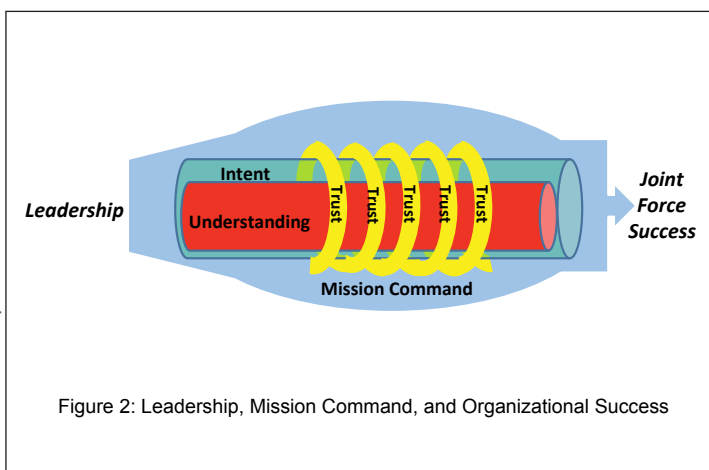 Leadership
Intent
Understanding
Trust
Trust
Trust
Trust
Trust
Mission Command
Joint
Force
Success
Figure 2: Leadership, Mission Command, and Organizational Success